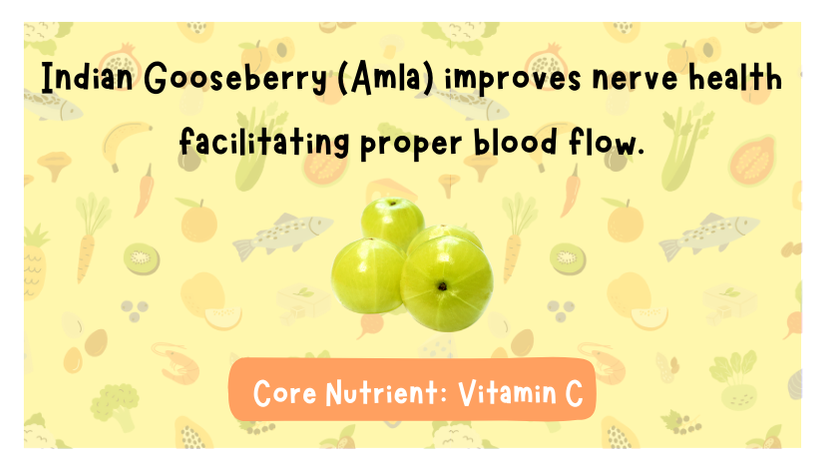 Indian Gooseberry (Amla) improves nerve health
facilitating proper blood flow.
Core Nutrient: Vitamin C